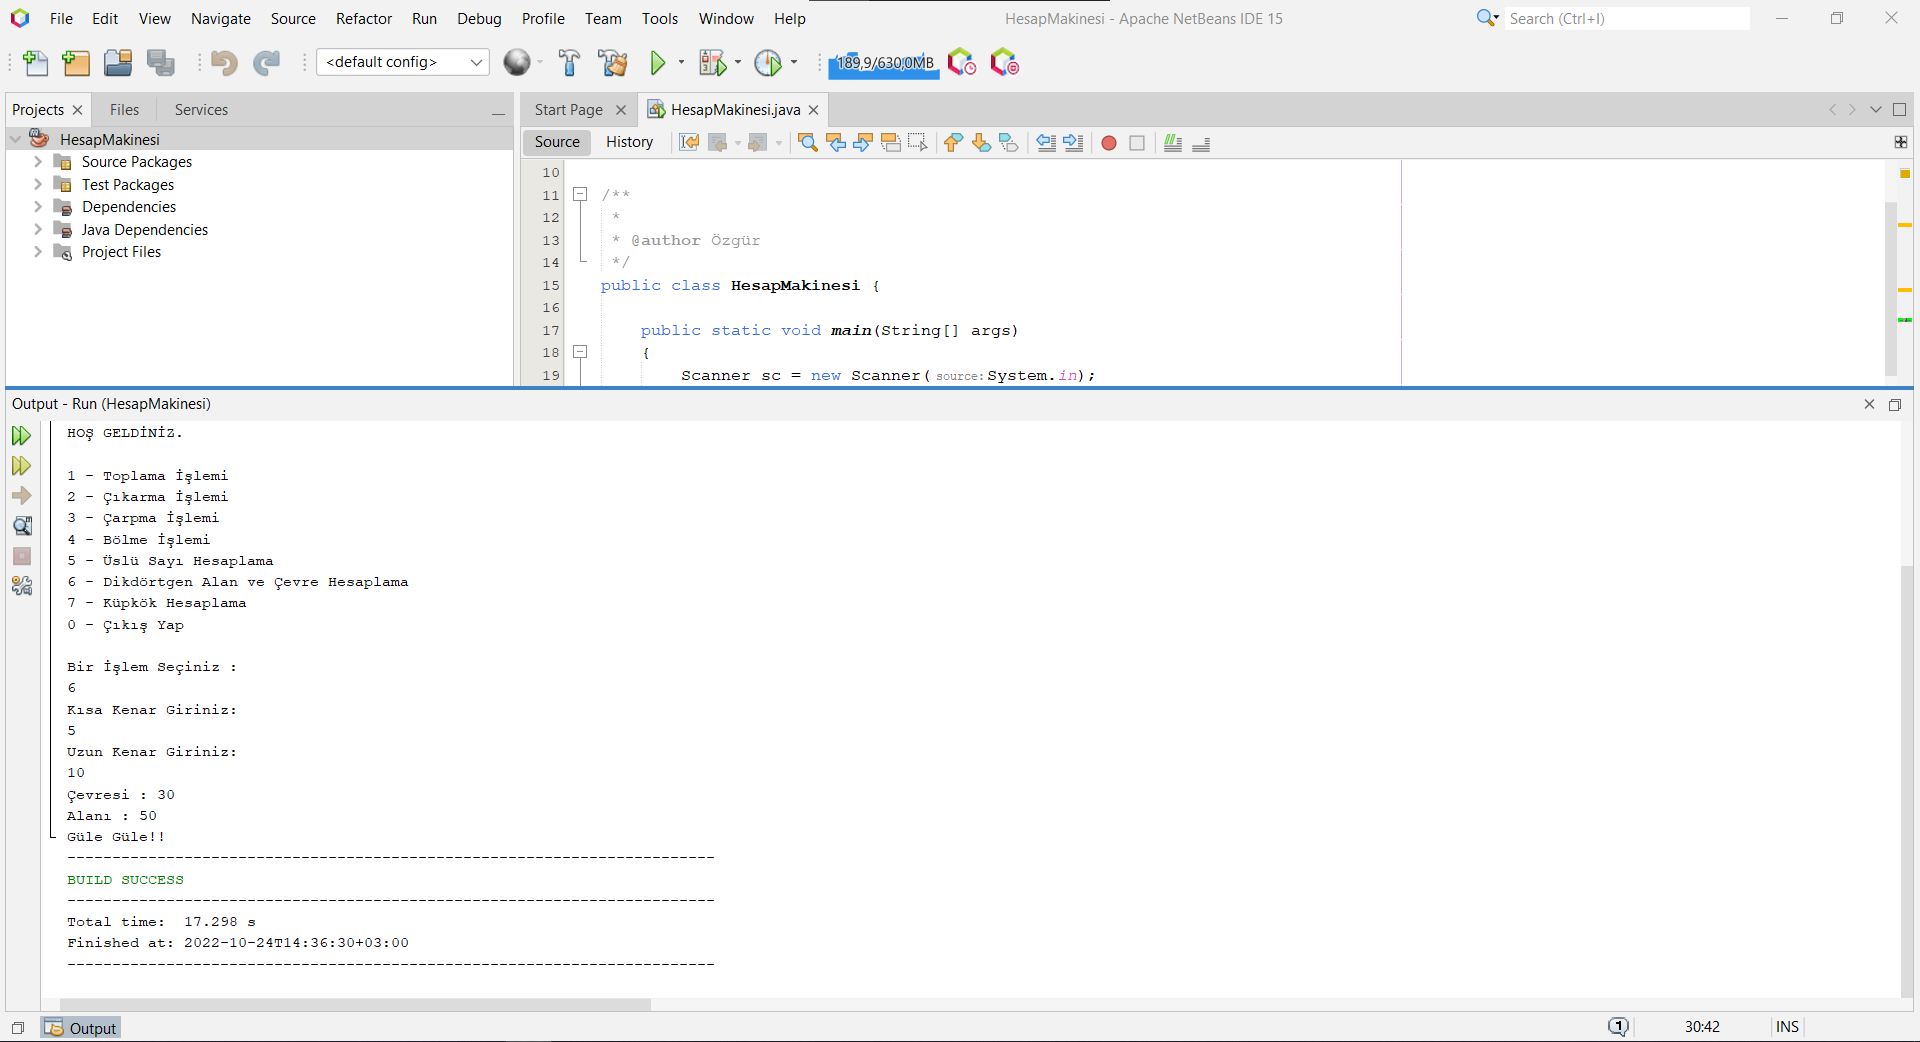 File Edit View Navigate Source Refactor Run Debug Profile Team Tools Window Help HesapMakinesi - Apache NetBeans IDE 15 Search (Ctrl+I)
<default config> 189,9/630,0MB
Projects Files Services
HesapMakinesi
Source Packages
Test Packages
Dependencies
Java Dependencies
Project Files
Start Page HesapMakinesi.java
Source History
10
11 /**
12 *
13 * @author Özgür
14 */
15 public class HesapMakinesi {
16
17 public static void main(String[] args)
18 {
19 Scanner sc = new Scanner( source: System.in);
Output - Run (HesapMakinesi)
HOŞ GELDİNİZ.
1 - Toplama İşlemi
2 - Çıkarma İşlemi
3 - Çarpma İşlemi
4 - Bölme İşlemi
5 - Üslü Sayı Hesaplama
6 - Dikdörtgen Alan ve Çevre Hesaplama
7 - Küpkök Hesaplama
0 - Çıkış Yap
Bir İşlem Seçiniz :
6
Kısa Kenar Giriniz:
5
Uzun Kenar Giriniz:
10
Çevresi : 30
Alanı : 50
Güle Güle!!
------------------------------------------------------------------------
BUILD SUCCESS
------------------------------------------------------------------------
Total time:  17.298 s
Finished at: 2022-10-24T14:36:30+03:00
------------------------------------------------------------------------
Output 1 30:42 INS